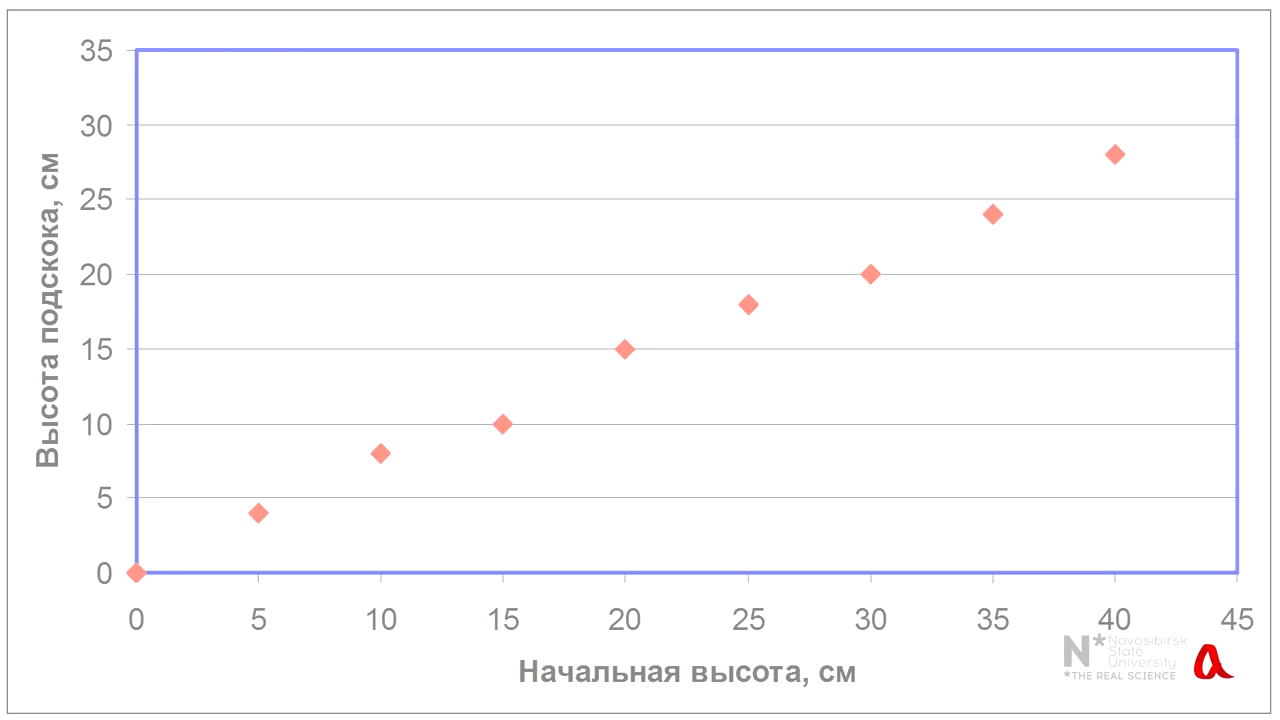 35
30
25
20
15
10
5
0
Высота подскока, см
0 5 10 15 20 25 30 35 40 45
Начальная высота, см
N*
Novosibirsk
State
University
*THE REAL SCIENCE